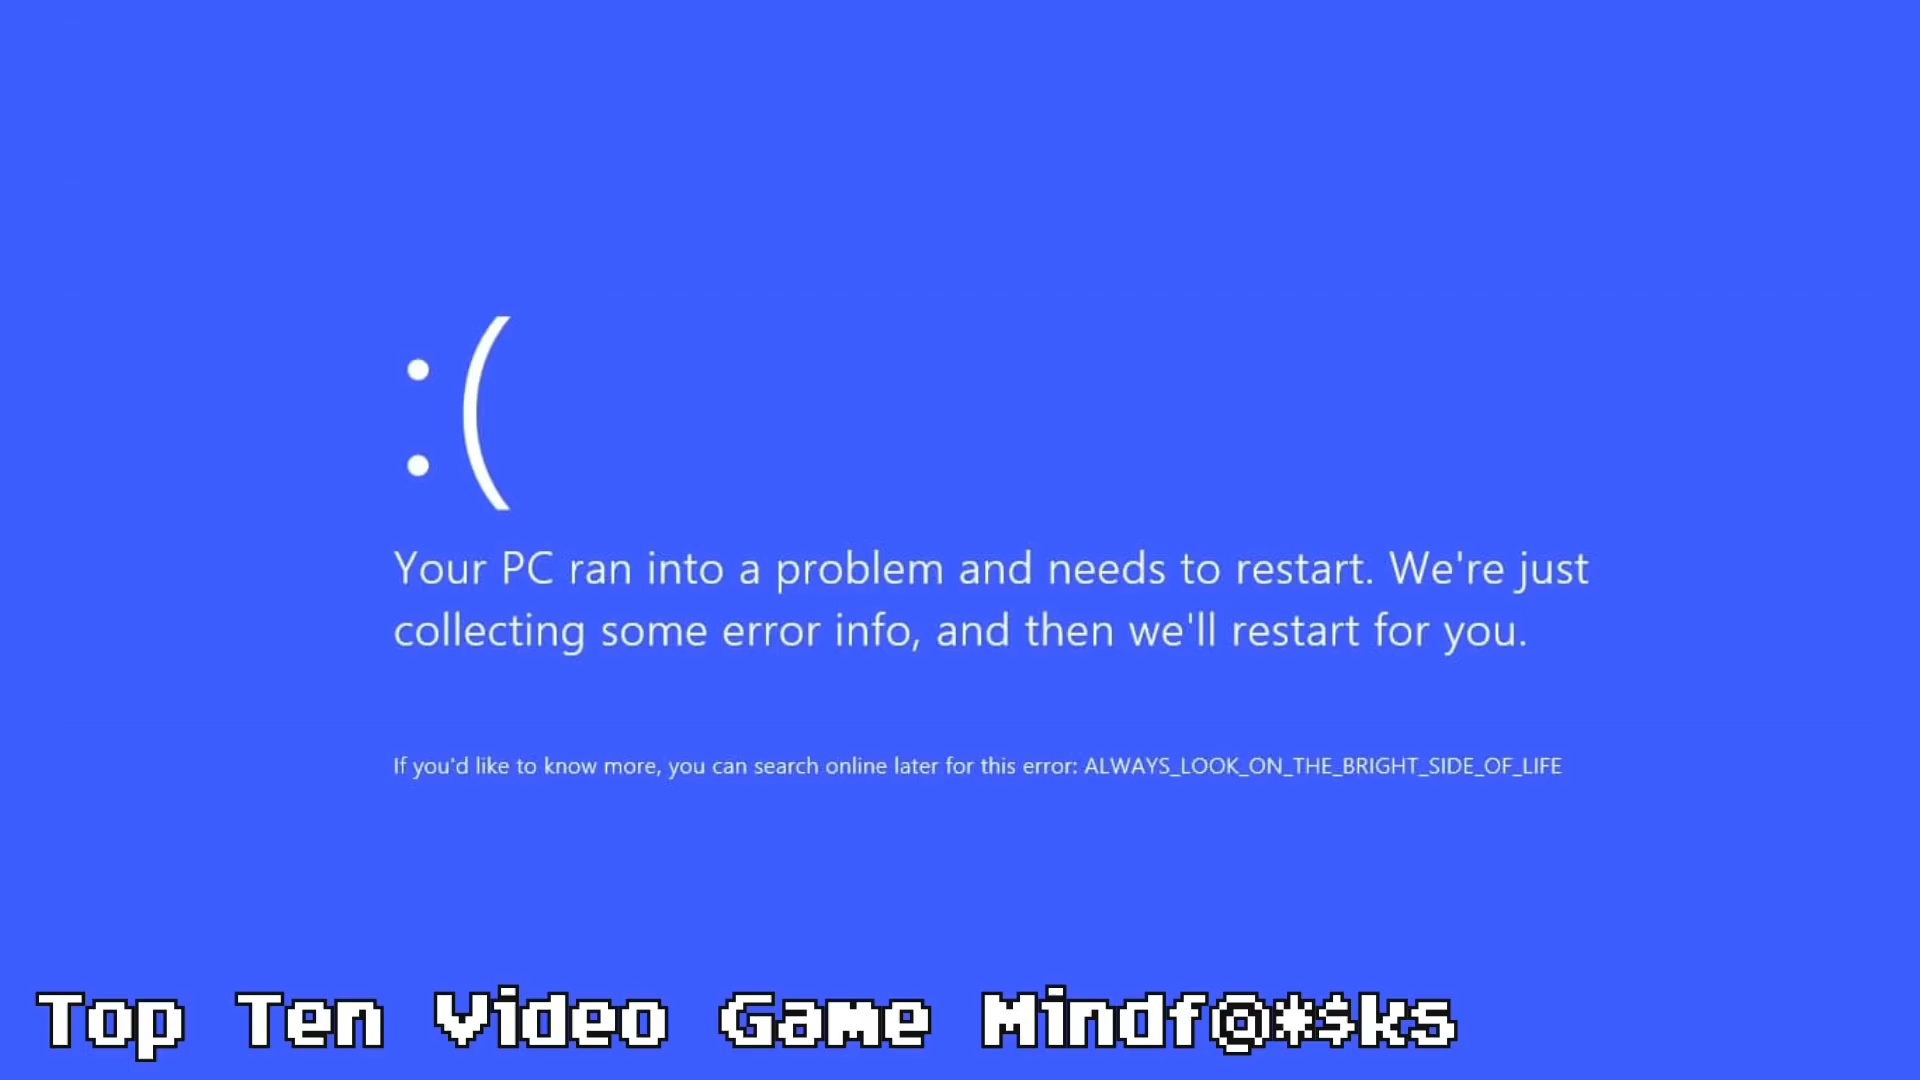 :(
Your PC ran into a problem and needs to restart. We're just
collecting some error info, and then we'll restart for you.
If you'd like to know more, you can search online later for this error: ALWAYS_LOOK_ON_THE_BRIGHT_SIDE_OF_LIFE
Top Ten Video Game Mindf@*$ks